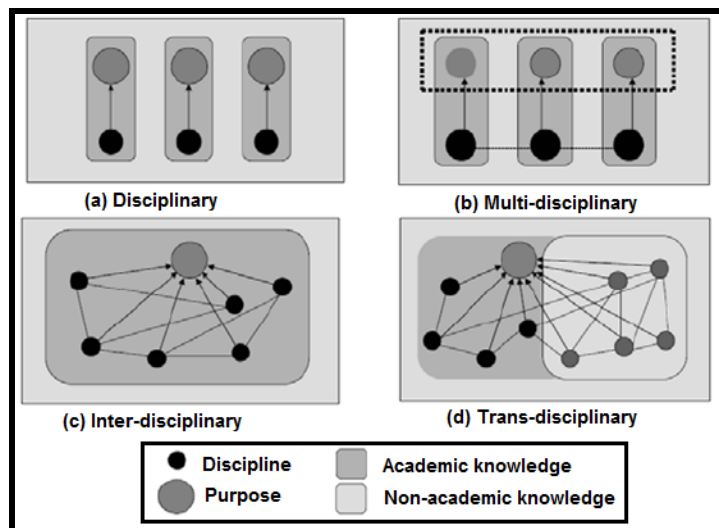 (a) Disciplinary
(b) Multi-disciplinary
(c) Inter-disciplinary
(d) Trans-disciplinary
Discipline
Academic knowledge
Purpose
Non-academic knowledge